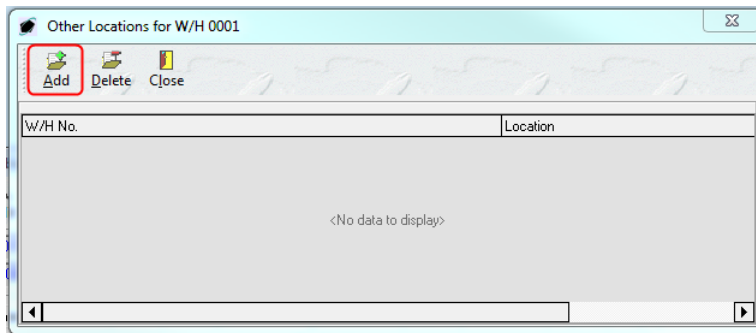 Other Locations for W/H 0001
Add Delete Close
W/H No. Location
<No data to display>